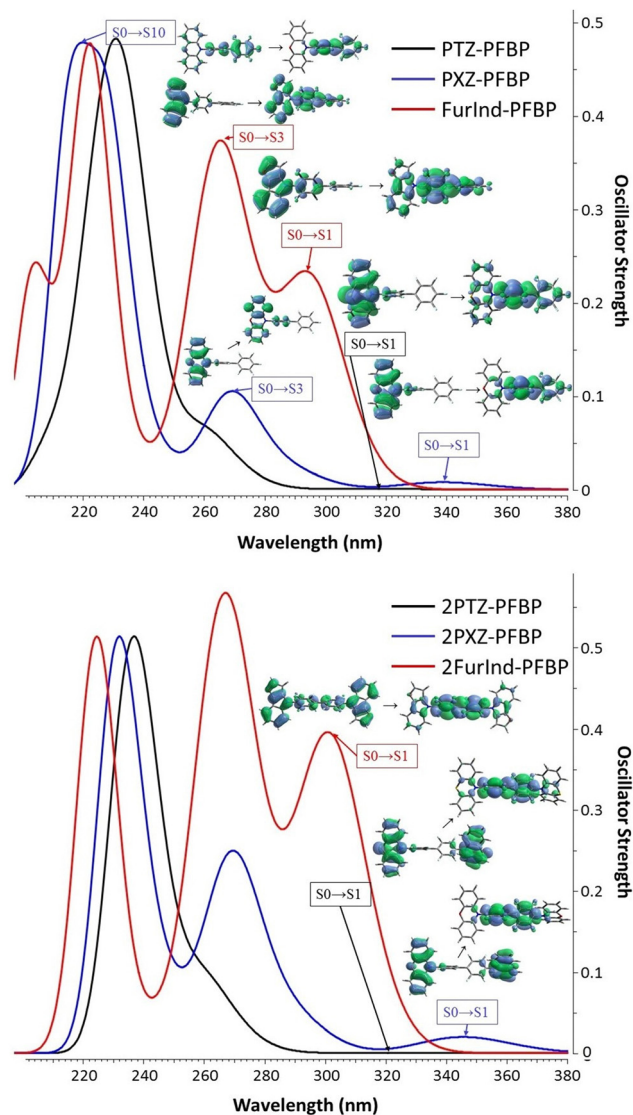 0.5
S0→S10
PTZ-PFBP
PXZ-PFBP
FurInd-PFBP
0.4
S0→S3
0.3
S0→S1
0.2
S0→S1
S0→S3
0.1
S0→S1
0
Oscillator Strength
220 240 260 280 300 320 340 360 380
Wavelength (nm)
2PTZ-PFBP
2PXZ-PFBP
2FurInd-PFBP
0.5
0.4
S0→S1
0.3
0.2
S0→S1
0.1
S0→S1
0
Oscillator Strength
220 240 260 280 300 320 340 360 380
Wavelength (nm)